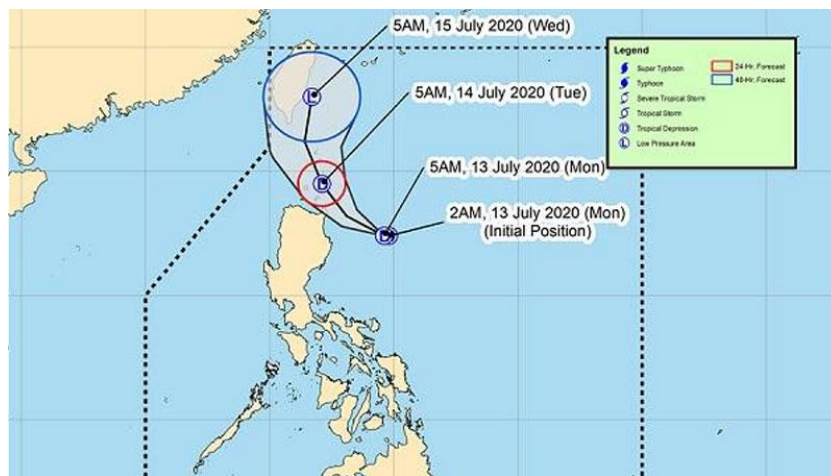 5AM, 15 July 2020 (Wed)
5AM, 14 July 2020 (Tue)
5AM, 13 July 2020 (Mon)
2AM, 13 July 2020 (Mon)
(Initial Position)
L
D
D
Legend
Super Typhoon
Typhoon
Severe Tropical Storm
Tropical Storm
D Tropical Depression
L Low Pressure Area
24-Hr. Forecast
48-Hr. Forecast